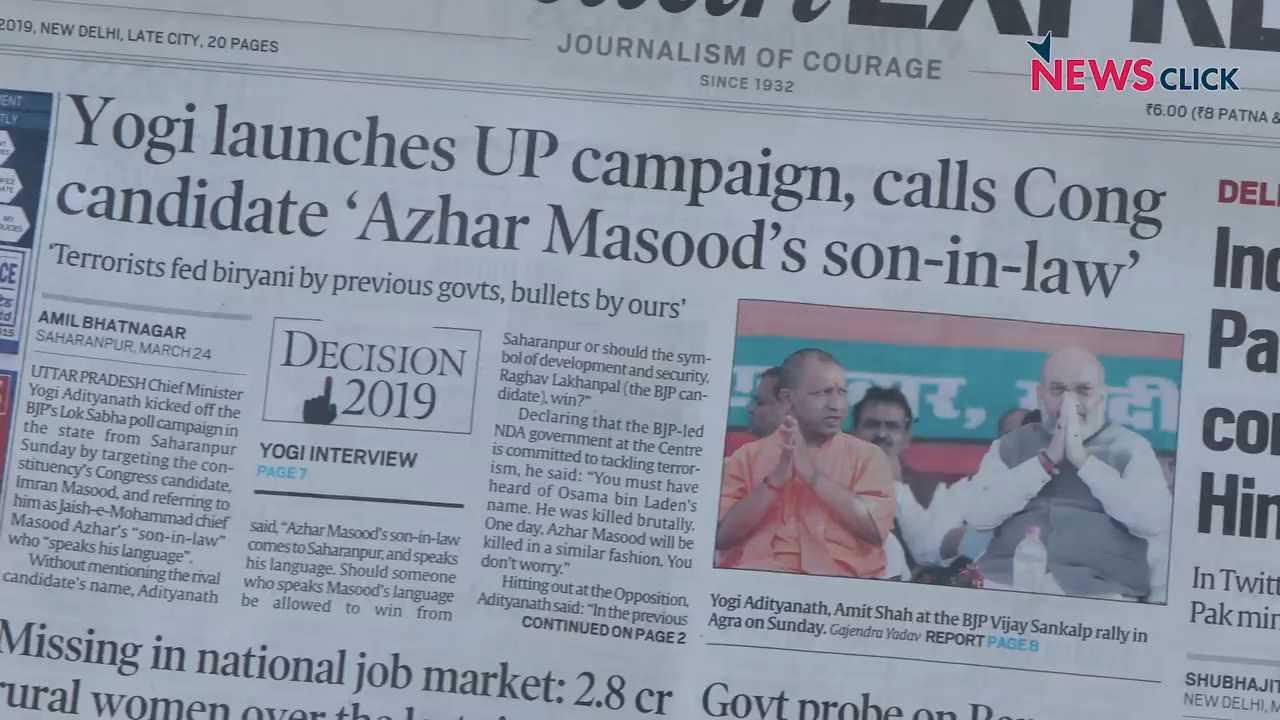 EXPRE
2019, NEW DELHI, LATE CITY, 20 PAGES
JOURNALISM OF COURAGE
SINCE 1932
NEWSCLICK
₹6.00 (₹8 PATNA &
Yogi launches UP campaign, calls Cong
candidate ‘Azhar Masood’s son-in-law’
‘Terrorists fed biryani by previous govts, bullets by ours’
AMIL BHATNAGAR
SAHARANPUR, MARCH 24
UTTAR PRADESH Chief Minister
Yogi Adityanath kicked off the
BJP’s Lok Sabha poll campaign in
the state from Saharanpur
Sunday by targeting the con-
stituency’s Congress candidate,
Imran Masood, and referring to
him as Jaish-e-Mohammad chief
Masood Azhar’s “son-in-law”
who “speaks his language”.
Without mentioning the rival
candidate’s name, Adityanath
DECISION
2019
YOGI INTERVIEW
PAGE 7
said, “Azhar Masood’s son-in-law
comes to Saharanpur, and speaks
his language. Should someone
who speaks Masood’s language
be allowed to win from
Saharanpur or should the sym-
bol of development and security,
Raghav Lakhanpal (the BJP can-
didate), win?”
Declaring that the BJP-led
NDA government at the Centre
is committed to tackling terror-
ism, he said: “You must have
heard of Osama bin Laden’s
name. He was killed brutally.
One day, Azhar Masood will be
killed in a similar fashion. You
don’t worry.”
Hitting out at the Opposition,
Adityanath said: “In the previous
CONTINUED ON PAGE 2
Yogi Adityanath, Amit Shah at the BJP Vijay Sankalp rally in
Agra on Sunday. Gajendra Yadav REPORT PAGE 8
Missing in national job market: 2.8 cr
rural women over the
Govt probe on
DEL
Ind
Pa
co
Hin
In Twitt
Pak min
SHUBHAJIT
NEW DELHI, M